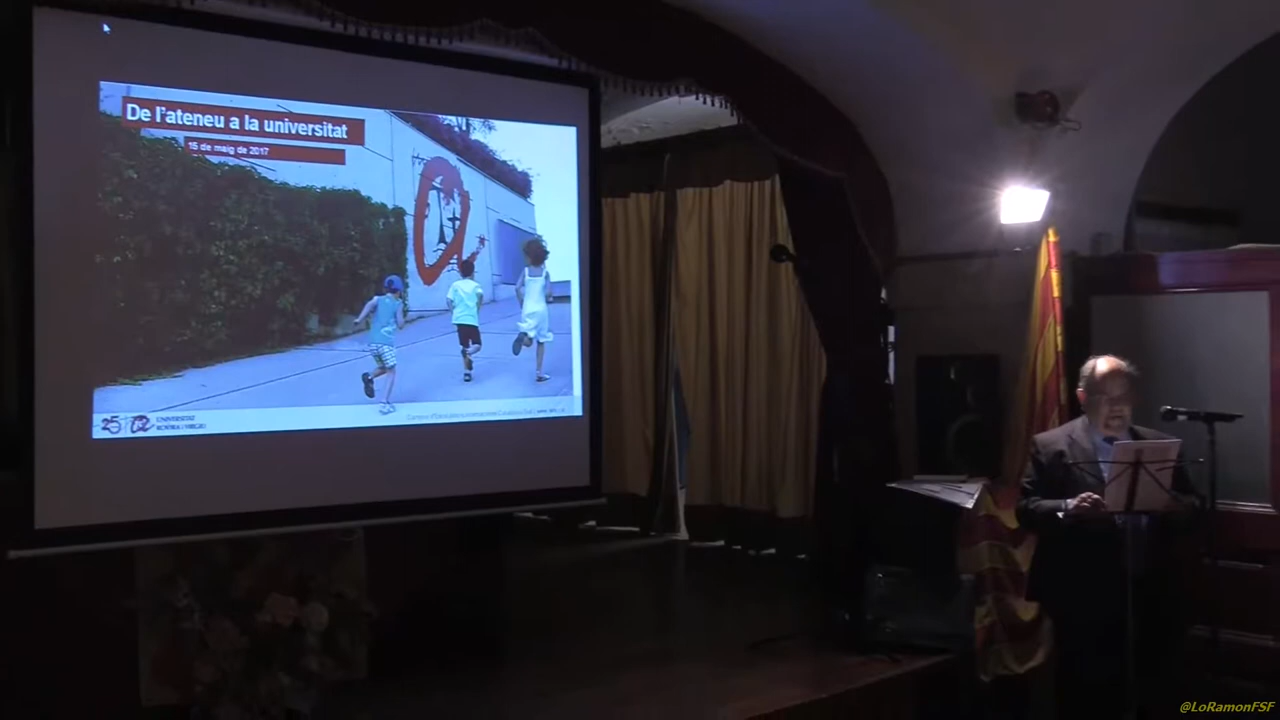 De l'ateneu a la universitat
15 de maig de 2017
25
UNIVERSITAT
ROVIRA I VIRGILI
@LoRamonFSF